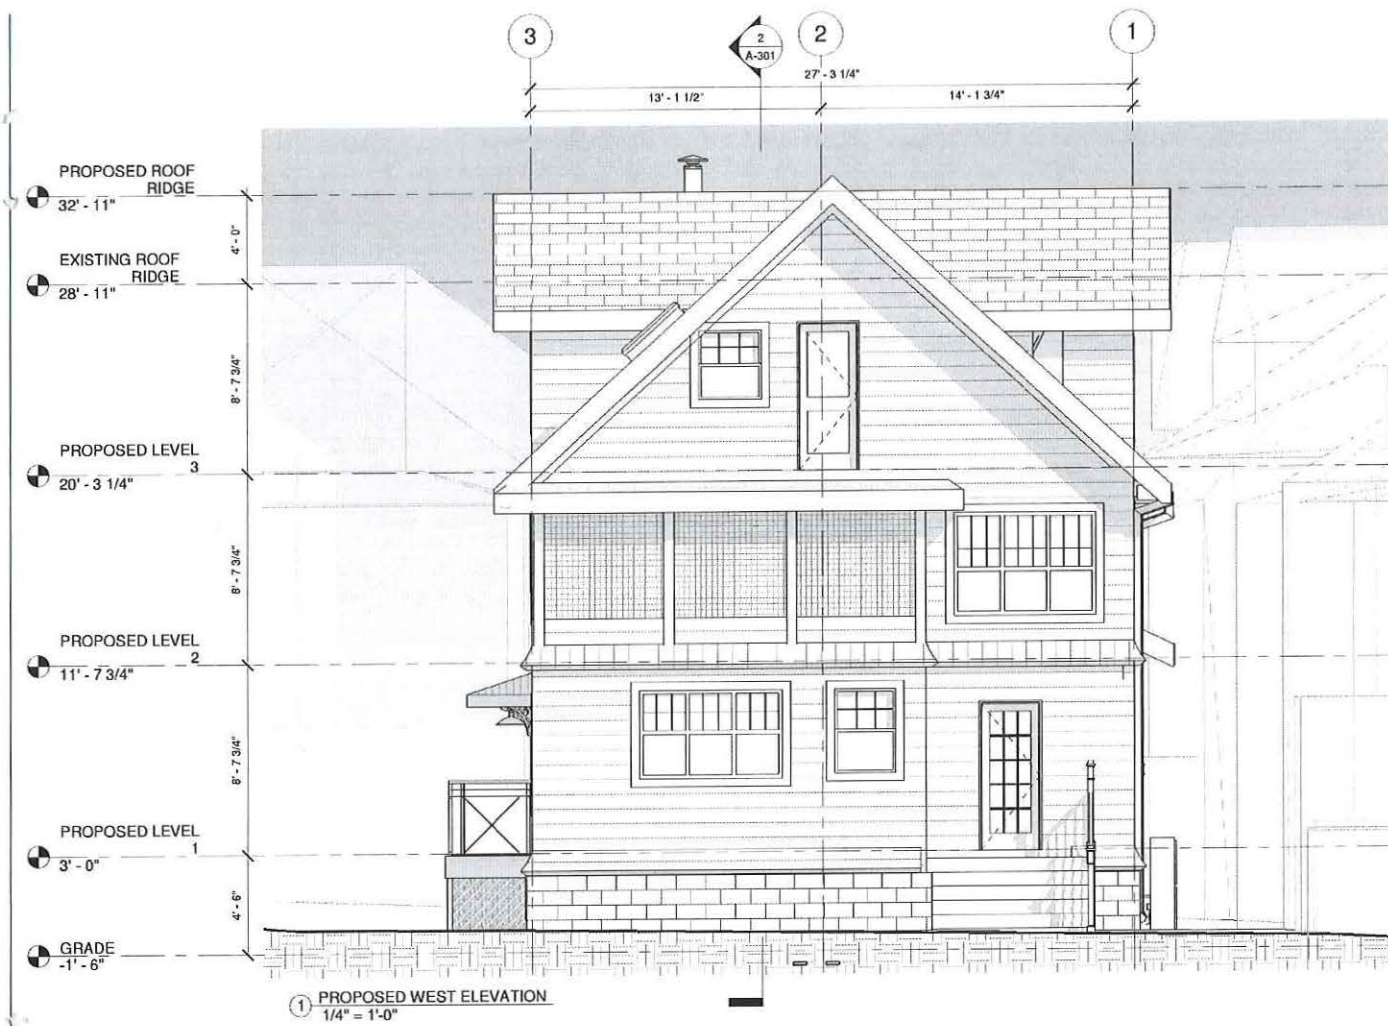 3
2
A-301
2
1
27' - 3 1/4"
13' - 1 1/2"
14' - 1 3/4"
PROPOSED ROOF
RIDGE
32' - 11"
4' - 0"
EXISTING ROOF
RIDGE
28' - 11"
8' - 7 3/4"
PROPOSED LEVEL
3
20' - 3 1/4"
8' - 7 3/4"
PROPOSED LEVEL
2
11' - 7 3/4"
8' - 7 3/4"
PROPOSED LEVEL
1
3' - 0"
4' - 6"
GRADE
-1' - 6"
1 PROPOSED WEST ELEVATION
1/4" = 1'-0"